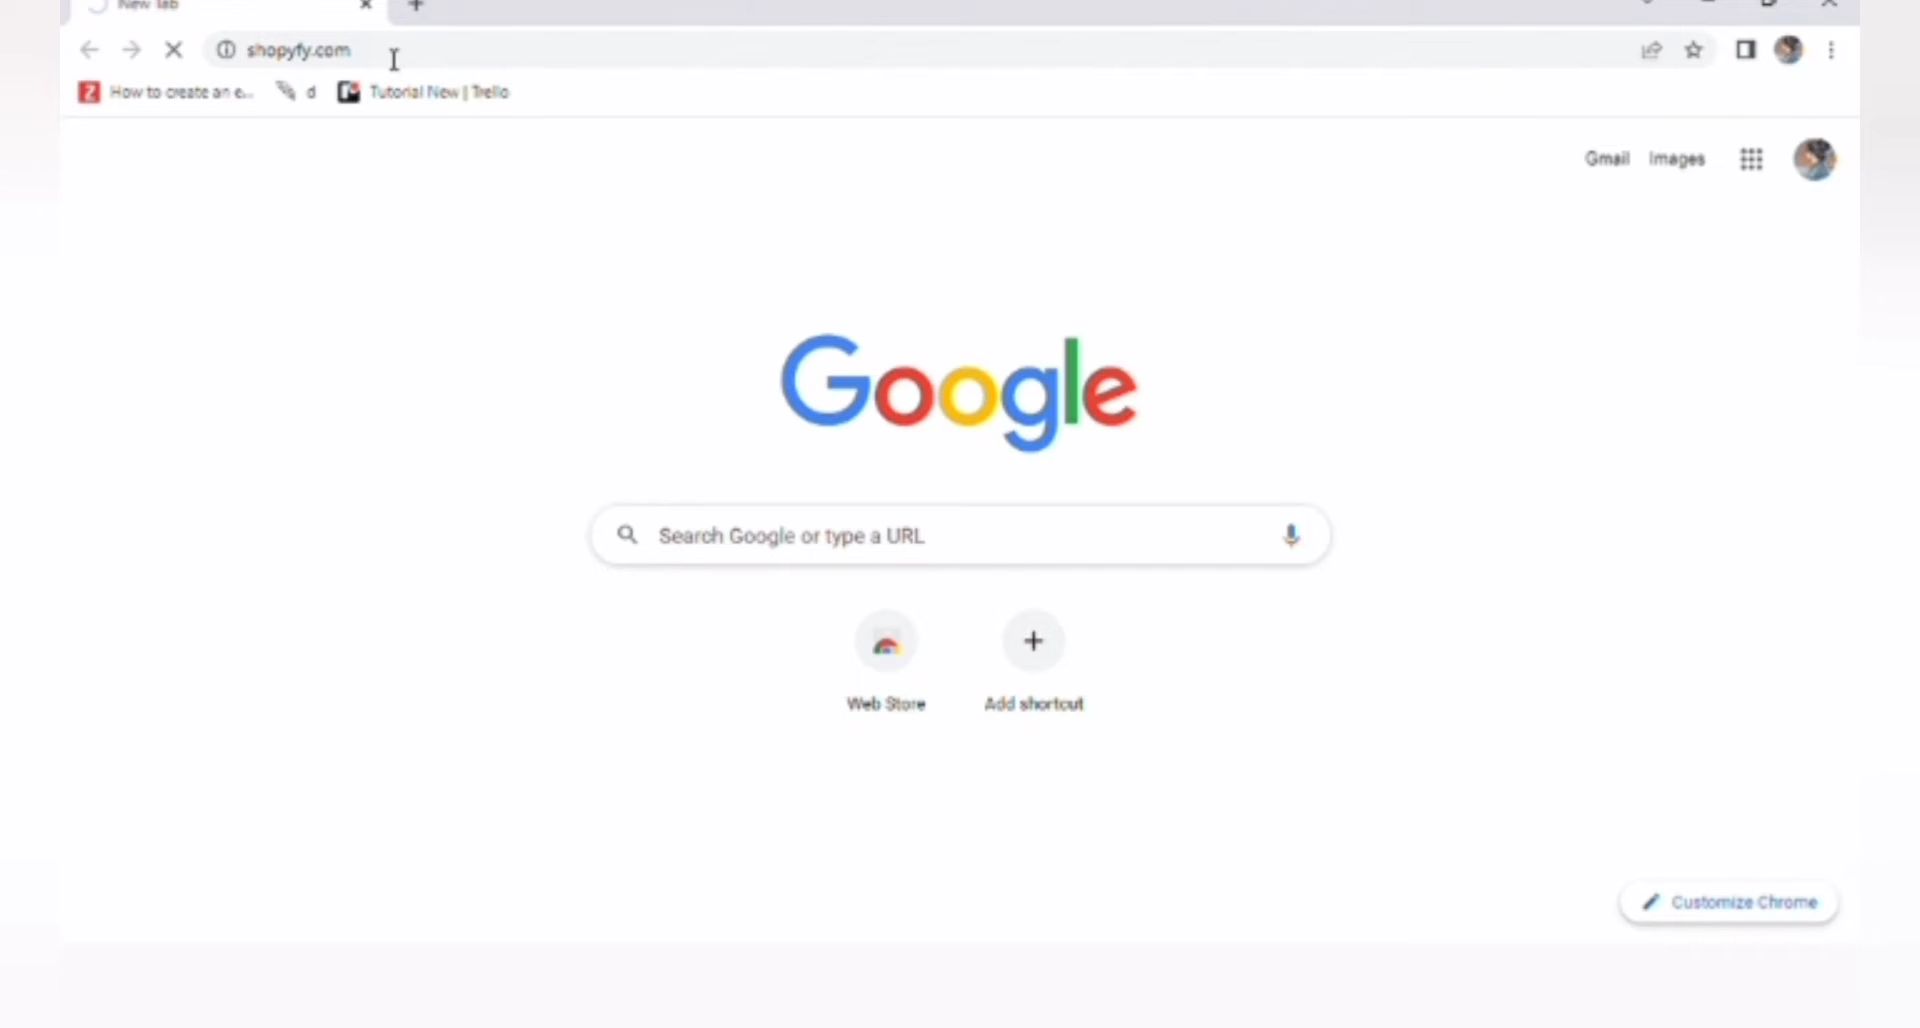 New Tab
shopyfy.com
How to create an e... d Tutorial New | Trello
Gmail Images
Google
Search Google or type a URL
Web Store Add shortcut
Customize Chrome